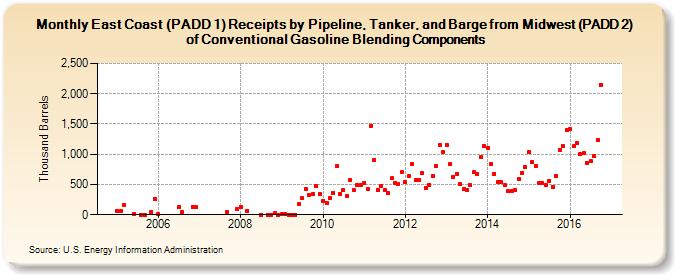 Monthly East Coast (PADD 1) Receipts by Pipeline, Tanker, and Barge from Midwest (PADD 2)
of Conventional Gasoline Blending Components
Thousand Barrels
2,500
2,000
1,500
1,000
500
0
2006 2008 2010 2012 2014 2016
Source: U.S. Energy Information Administration